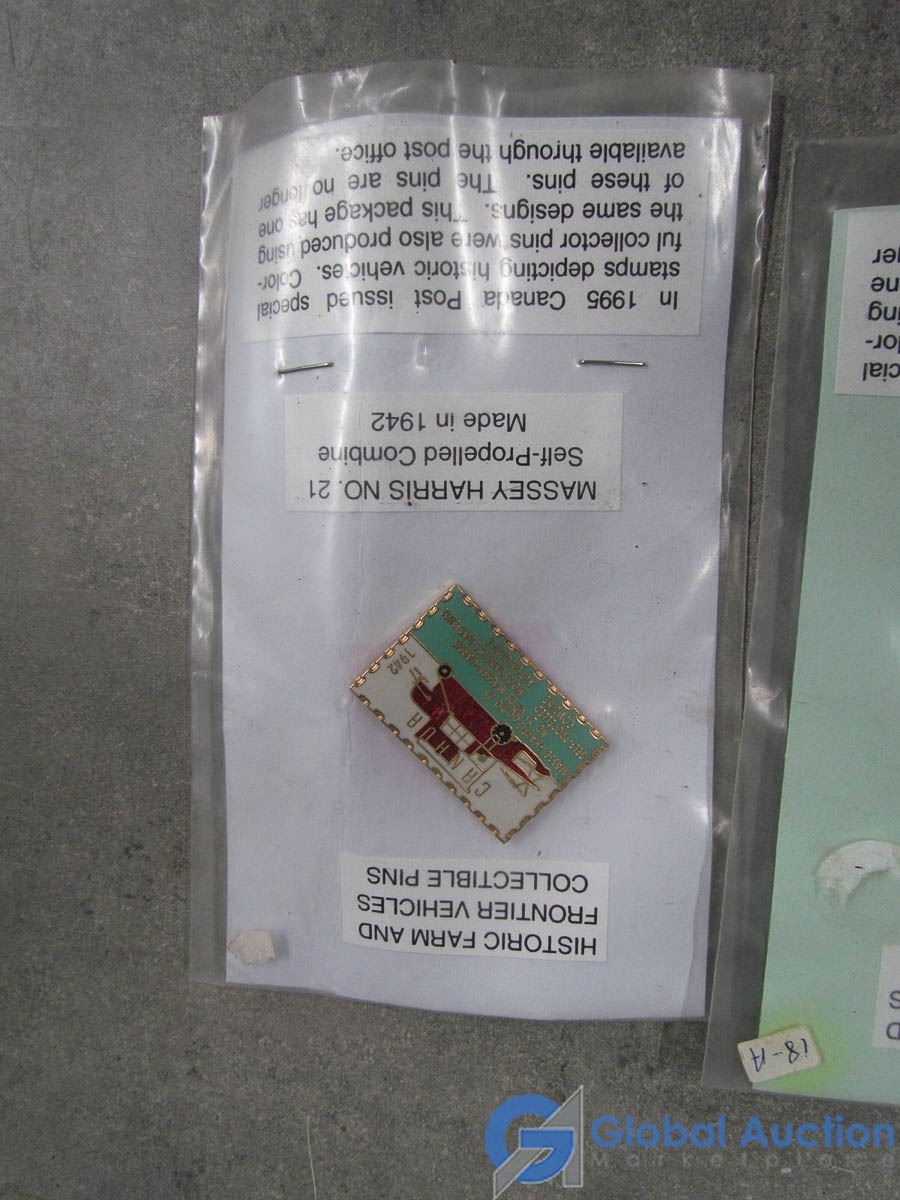 HISTORIC FARM AND
FRONTIER VEHICLES
COLLECTIBLE PINS
CANADA
1942
MASSEY HARRIS NO. 21
Self-Propelled Combine
Made in 1942
In 1995 Canada Post issued special
stamps depicting historic vehicles. Color-
ful collector pins were also produced using
the same designs. This package has one
of these pins. The pins are no longer
available through the post office.
18-A
Global Auction
Marketplace